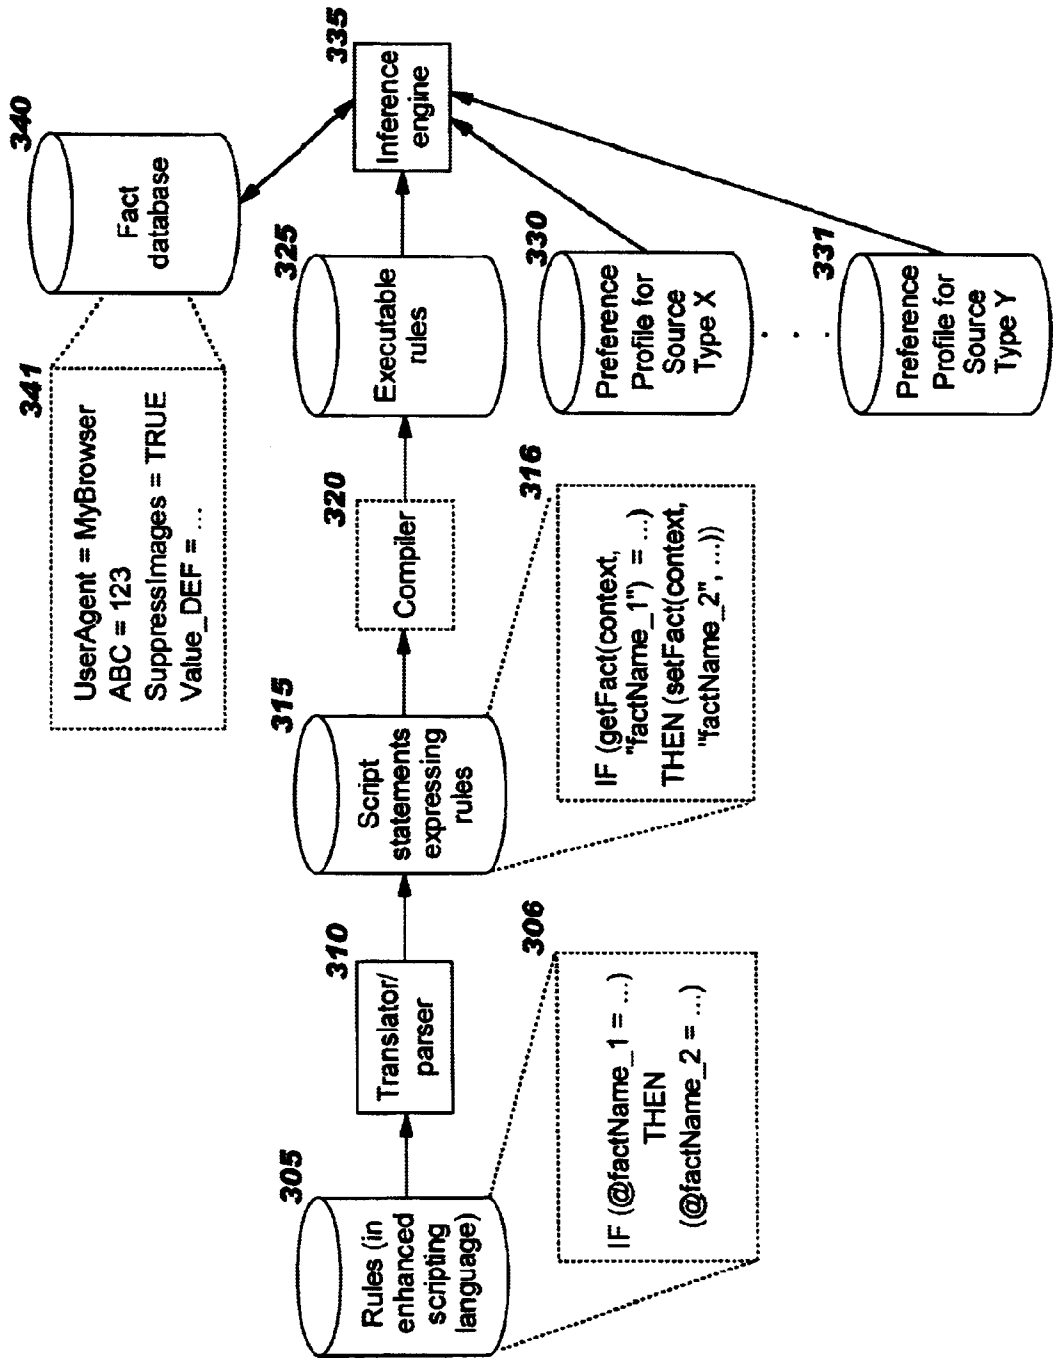 340
Fact
database
341
UserAgent = MyBrowser
ABC = 123
SuppressImages = TRUE
Value_DEF = ...
335
Inference
engine
305
Rules (in
enhanced
scripting
language)
310
Translator/
parser
315
Script
statements
expressing
rules
320
Compiler
325
Executable
rules
306
IF (@factName_1 = ...)
THEN
(@factName_2 = ...)
316
IF (getFact(context,
"factName_1") = ...)
THEN (setFact(context,
"factName_2", ...))
330
Preference
Profile for
Source
Type X
. . .
331
Preference
Profile for
Source
Type Y